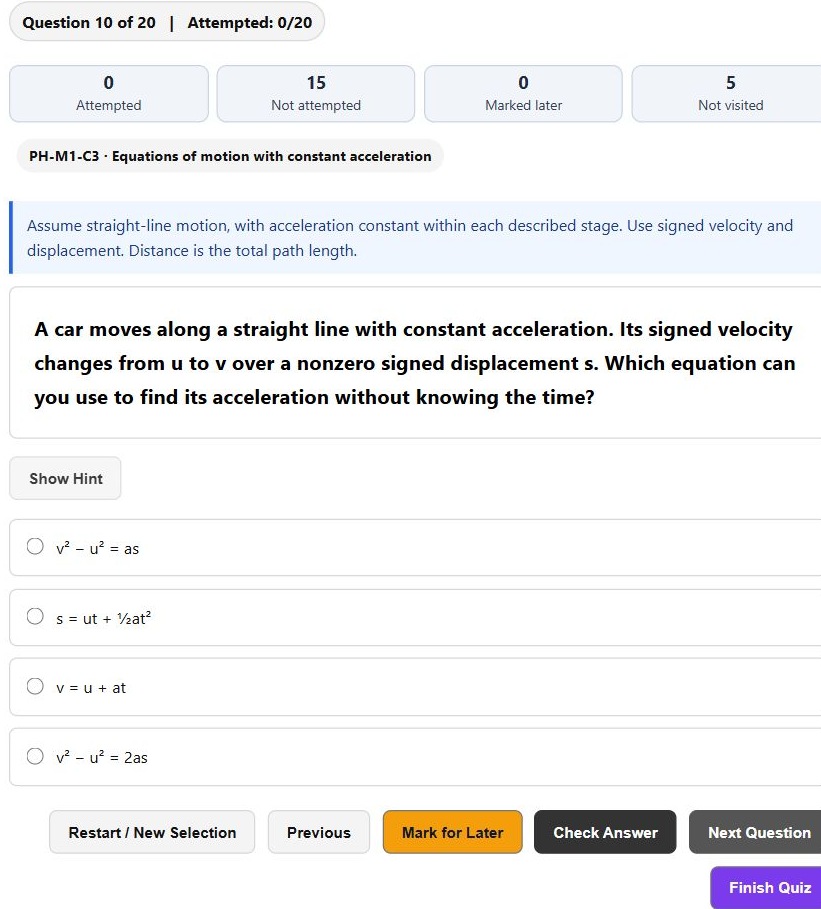 Question 10 of 20 | Attempted: 0/20
0
Attempted
15
Not attempted
0
Marked later
5
Not visited
PH-M1-C3 · Equations of motion with constant acceleration
Assume straight-line motion, with acceleration constant within each described stage. Use signed velocity and
displacement. Distance is the total path length.
A car moves along a straight line with constant acceleration. Its signed velocity
changes from u to v over a nonzero signed displacement s. Which equation can
you use to find its acceleration without knowing the time?
Show Hint
v² − u² = as
s = ut + ½at²
v = u + at
v² − u² = 2as
Restart / New Selection
Previous
Mark for Later
Check Answer
Next Question
Finish Quiz